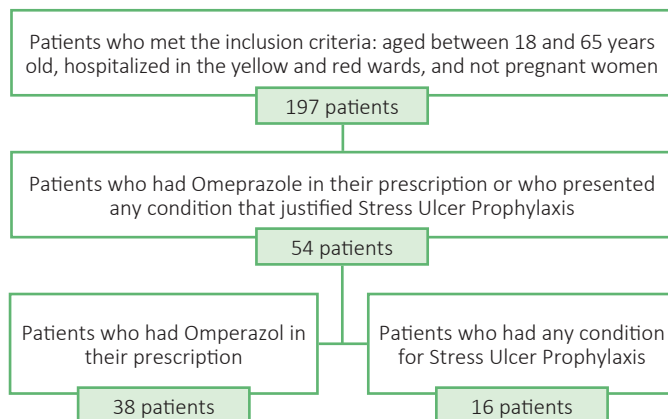 Patients who met the inclusion criteria: aged between 18 and 65 years
old, hospitalized in the yellow and red wards, and not pregnant women
197 patients
Patients who had Omeprazole in their prescription or who presented
any condition that justified Stress Ulcer Prophylaxis
54 patients
Patients who had Omperazol in
their prescription
38 patients
Patients who had any condition
for Stress Ulcer Prophylaxis
16 patients